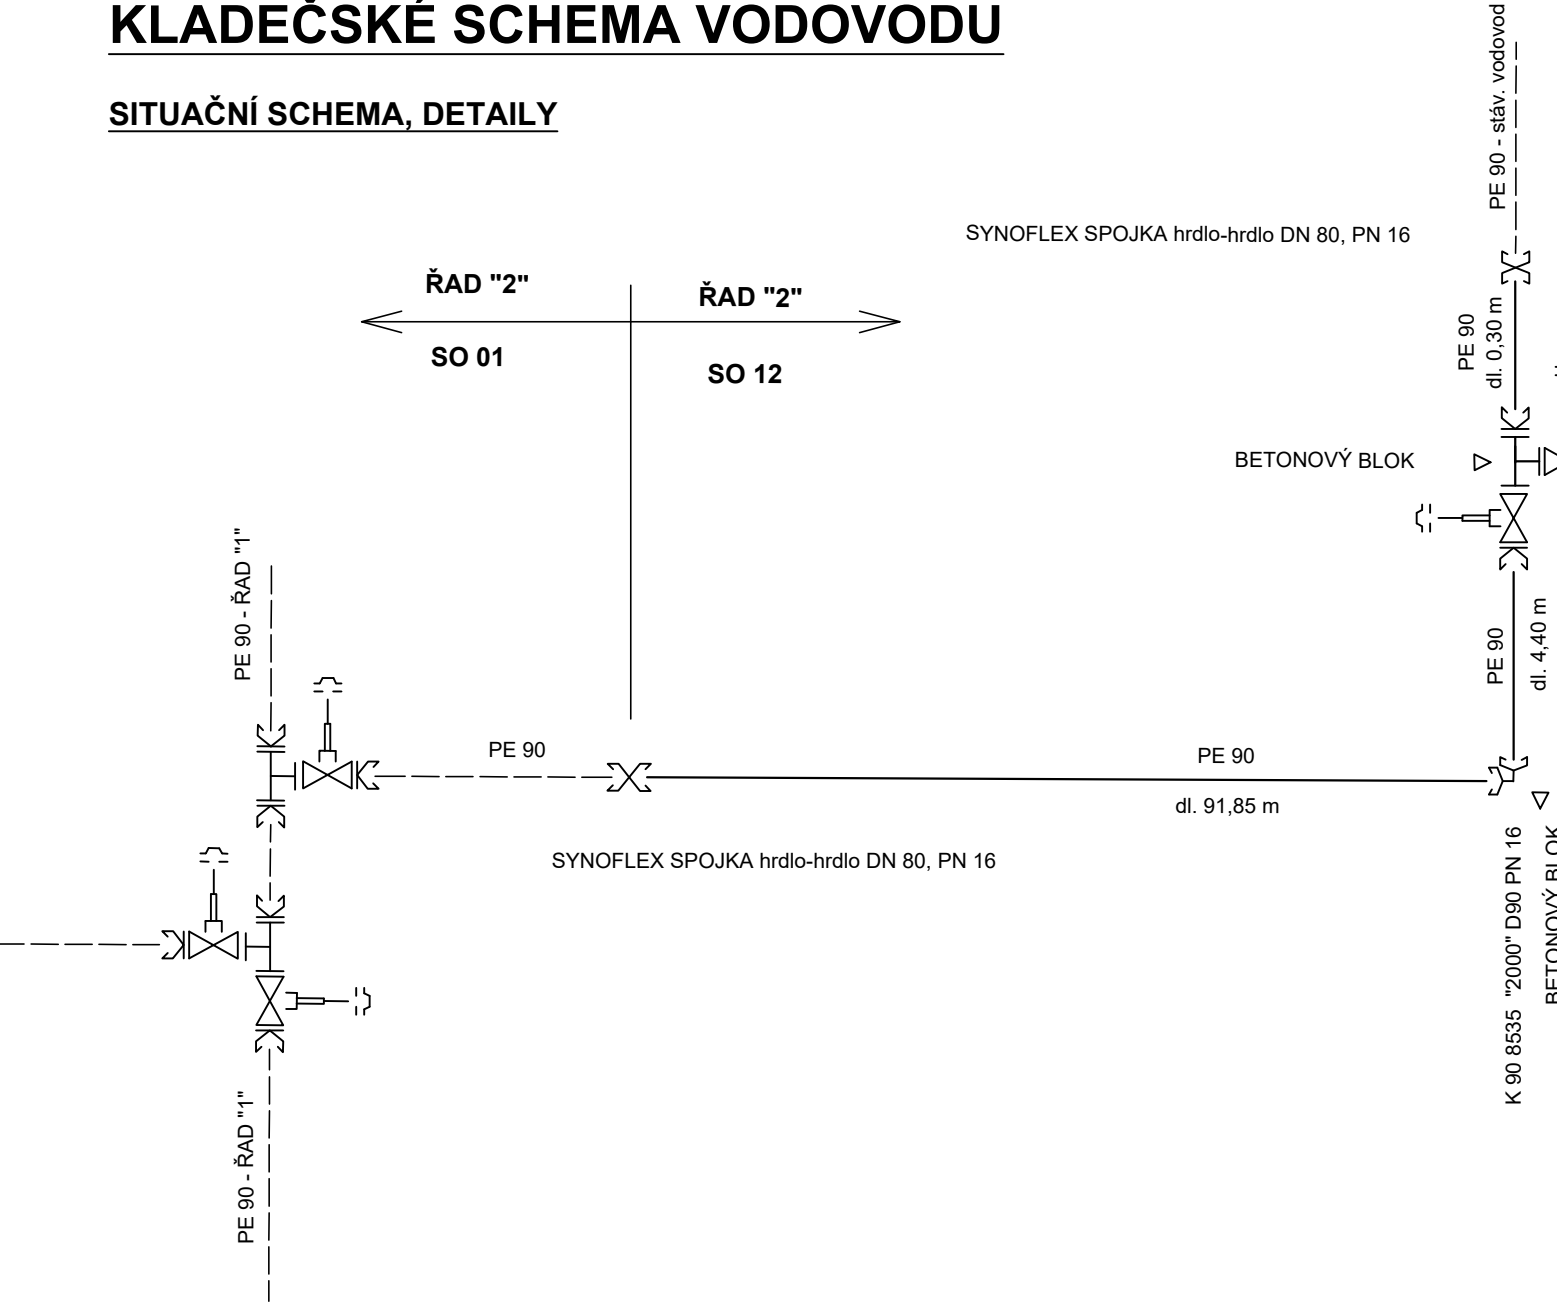 KLADEČSKÉ SCHEMA VODOVODU
SITUAČNÍ SCHEMA, DETAILY
PE 90 - stáv. vodovod
SYNOFLEX SPOJKA hrdlo-hrdlo DN 80, PN 16
ŘAD "2"
ŘAD "2"
SO 01
SO 12
PE 90
dl. 0,30 m
BETONOVÝ BLOK
PE 90 - ŘAD "1"
PE 90
dl. 4,40 m
PE 90
PE 90
dl. 91,85 m
SYNOFLEX SPOJKA hrdlo-hrdlo DN 80, PN 16
K 90 8535 "2000" D90 PN 16
BETONOVÝ BLOK
PE 90 - ŘAD "1"